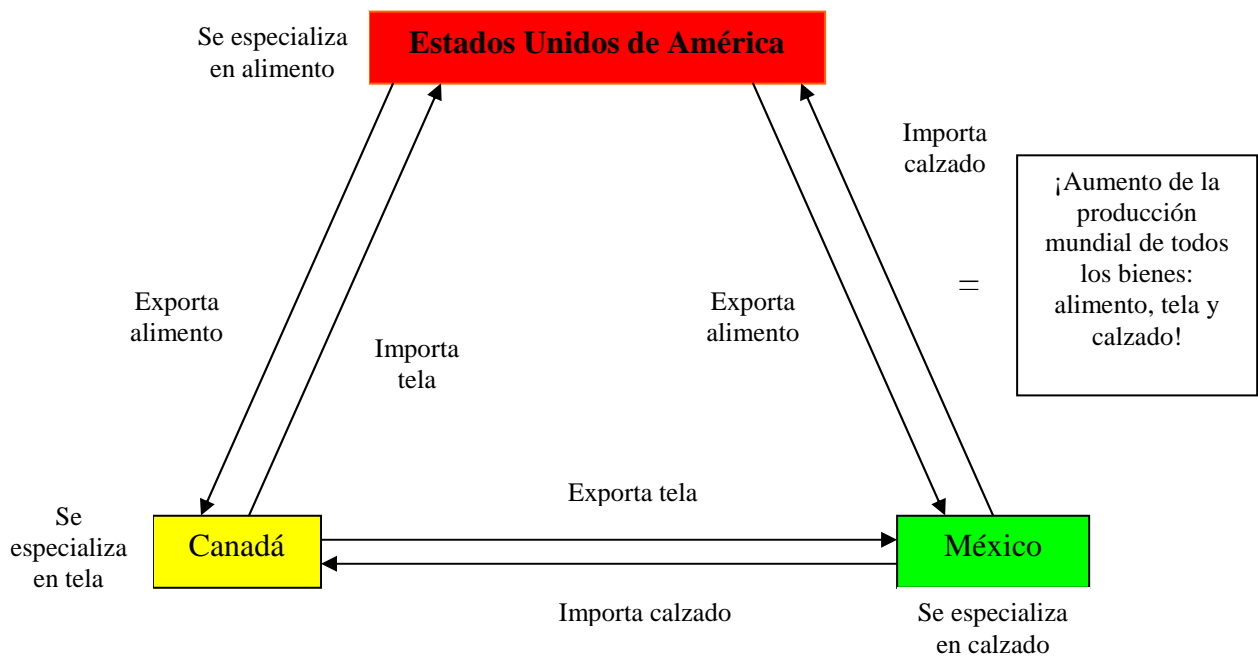 Se especializa
en alimento
Estados Unidos de América
Importa
calzado
¡Aumento de la
producción
mundial de todos
los bienes:
alimento, tela y
calzado!
=
Exporta
alimento
Importa
tela
Exporta
alimento
Exporta tela
Se
especializa
en tela
Canadá
México
Importa calzado
Se especializa
en calzado